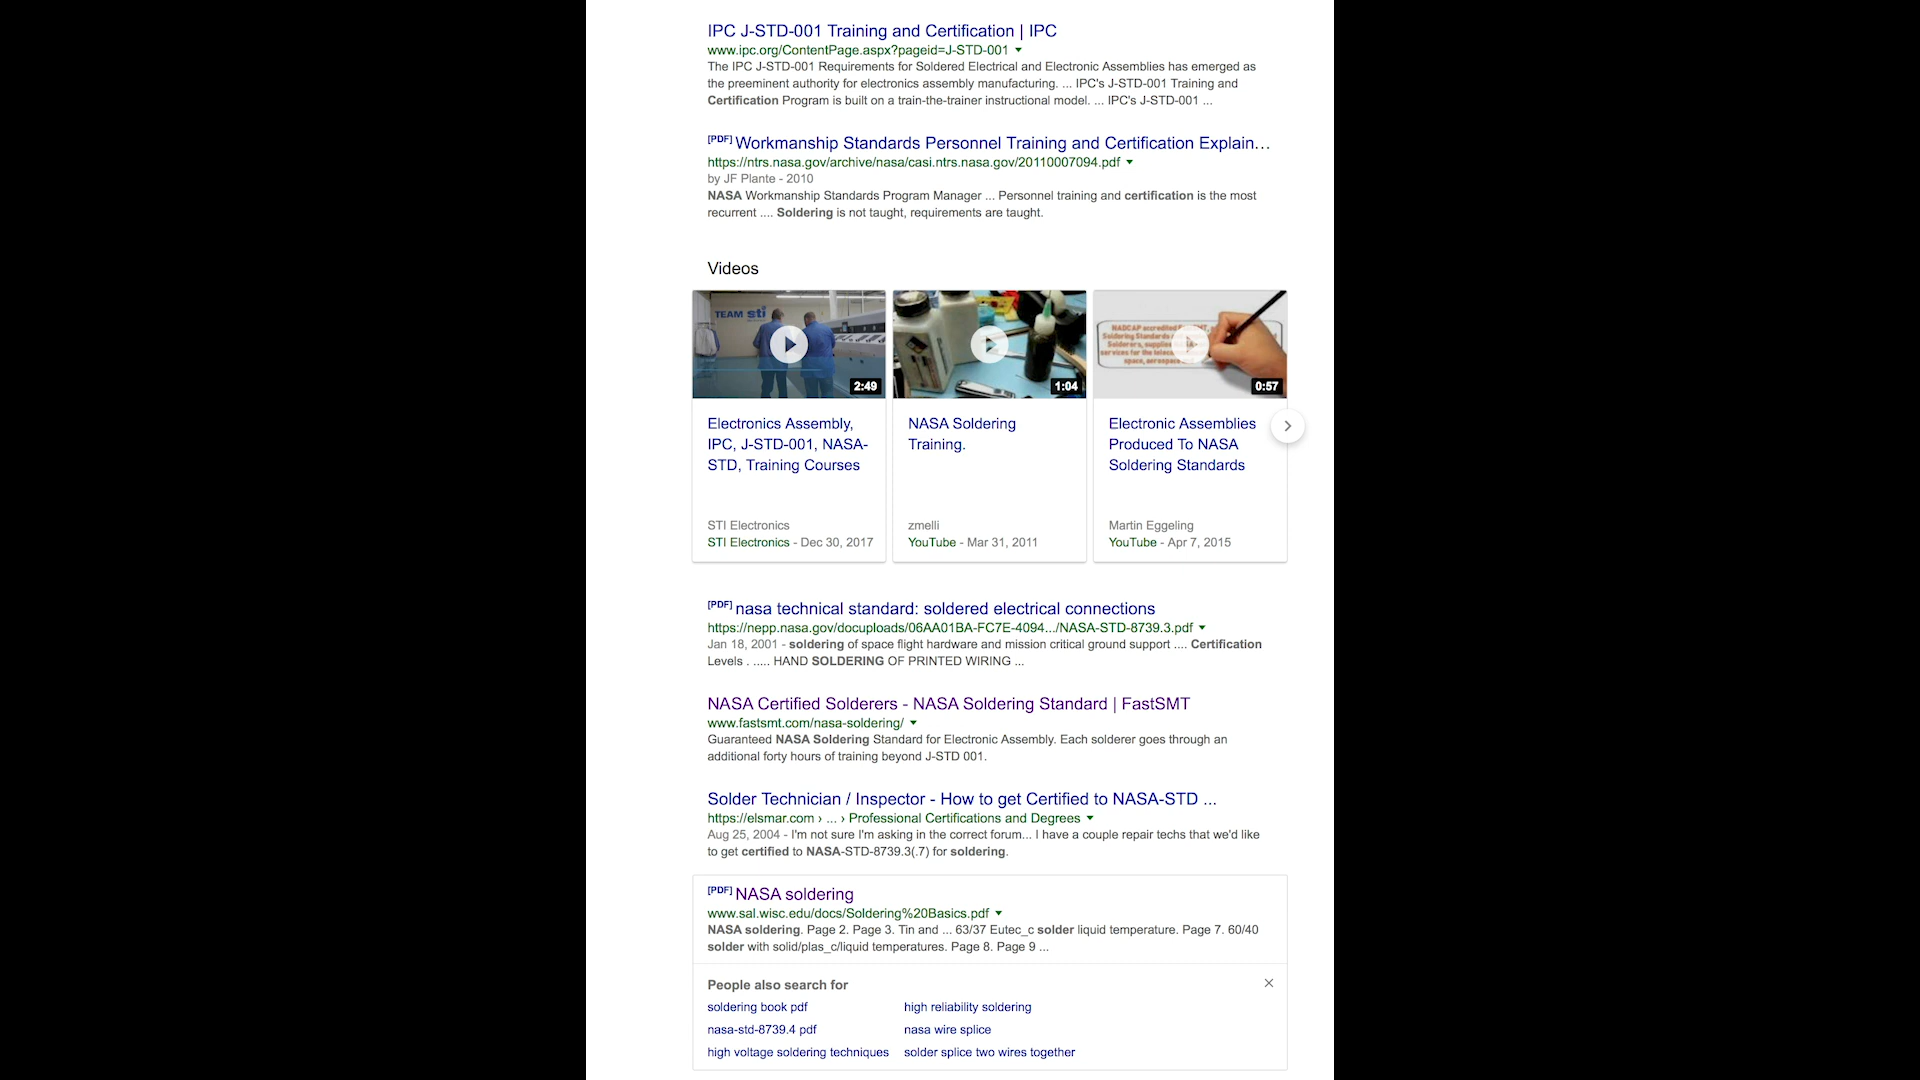 IPC J-STD-001 Training and Certification | IPC
www.ipc.org/ContentPage.aspx?pageid=J-STD-001
The IPC J-STD-001 Requirements for Soldered Electrical and Electronic Assemblies has emerged as
the preeminent authority for electronics assembly manufacturing. ... IPC's J-STD-001 Training and
Certification Program is built on a train-the-trainer instructional model. ... IPC's J-STD-001 ...
[PDF] Workmanship Standards Personnel Training and Certification Explain...
https://ntrs.nasa.gov/archive/nasa/casi.ntrs.nasa.gov/20110007094.pdf
by JF Plante - 2010
NASA Workmanship Standards Program Manager ... Personnel training and certification is the most
recurrent .... Soldering is not taught, requirements are taught.
Videos
TEAM sti
2:49
Electronics Assembly,
IPC, J-STD-001, NASA-
STD, Training Courses
STI Electronics
STI Electronics - Dec 30, 2017
1:04
NASA Soldering
Training.
zmelli
YouTube - Mar 31, 2011
NADCAP accredited
Soldering Standards
Solderers,
services for the
space,
0:57
Electronic Assemblies
Produced To NASA
Soldering Standards
Martin Eggeling
YouTube - Apr 7, 2015
[PDF] nasa technical standard: soldered electrical connections
https://nepp.nasa.gov/docuploads/06AA01BA-FC7E-4094.../NASA-STD-8739.3.pdf
Jan 18, 2001 - soldering of space flight hardware and mission critical ground support .... Certification
Levels . ..... HAND SOLDERING OF PRINTED WIRING ...
NASA Certified Solderers - NASA Soldering Standard | FastSMT
www.fastsmt.com/nasa-soldering/
Guaranteed NASA Soldering Standard for Electronic Assembly. Each solderer goes through an
additional forty hours of training beyond J-STD 001.
Solder Technician / Inspector - How to get Certified to NASA-STD ...
https://elsmar.com › ... › Professional Certifications and Degrees
Aug 25, 2004 - I'm not sure I'm asking in the correct forum... I have a couple repair techs that we'd like
to get certified to NASA-STD-8739.3(.7) for soldering.
[PDF] NASA soldering
www.sal.wisc.edu/docs/Soldering%20Basics.pdf
NASA soldering. Page 2. Page 3. Tin and ... 63/37 Eutec_c solder liquid temperature. Page 7. 60/40
solder with solid/plas_c/liquid temperatures. Page 8. Page 9 ...
People also search for
soldering book pdf
high reliability soldering
nasa-std-8739.4 pdf
nasa wire splice
high voltage soldering techniques
solder splice two wires together